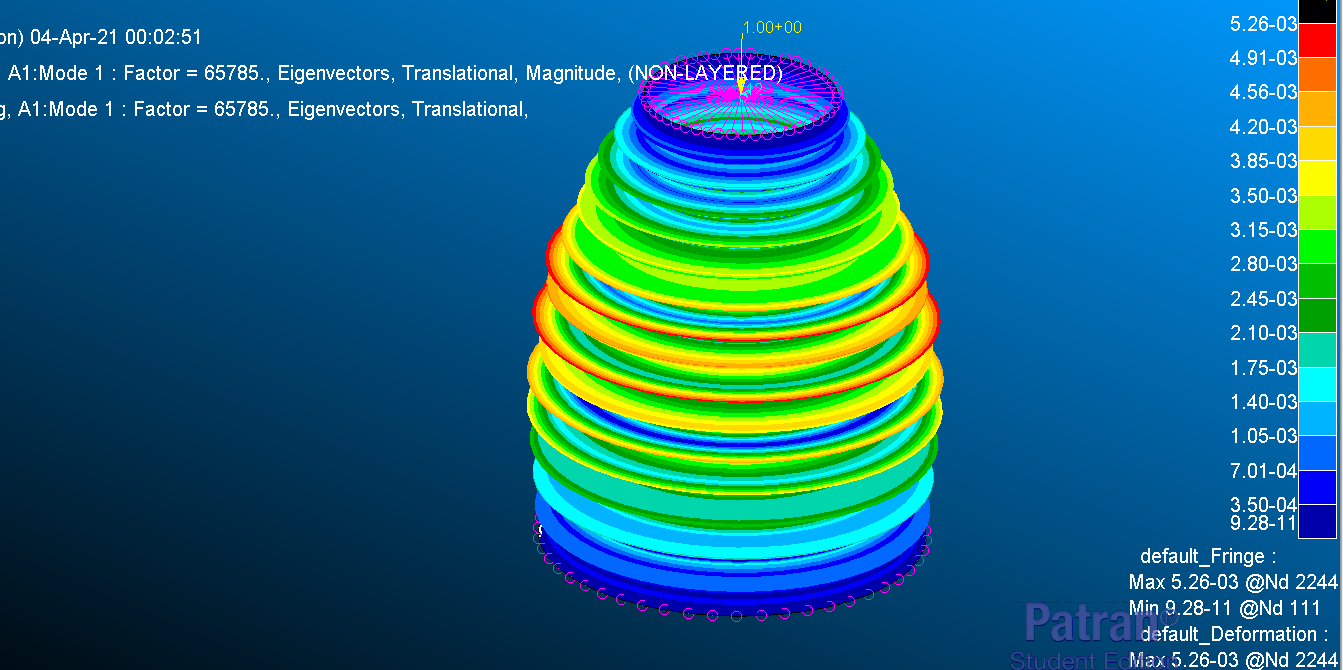 on) 04-Apr-21 00:02:51
A1:Mode 1 : Factor = 65785., Eigenvectors, Translational, Magnitude, (NON-LAYERED)
g, A1:Mode 1 : Factor = 65785., Eigenvectors, Translational,
1.00+00
5.26-03
4.91-03
4.56-03
4.20-03
3.85-03
3.50-03
3.15-03
2.80-03
2.45-03
2.10-03
1.75-03
1.40-03
1.05-03
7.01-04
3.50-04
9.28-11
default_Fringe :
Max 5.26-03 @Nd 2244
Min 9.28-11 @Nd 111
default_Deformation :
Max 5.26-03 @Nd 2244
Patran®
Student Edition